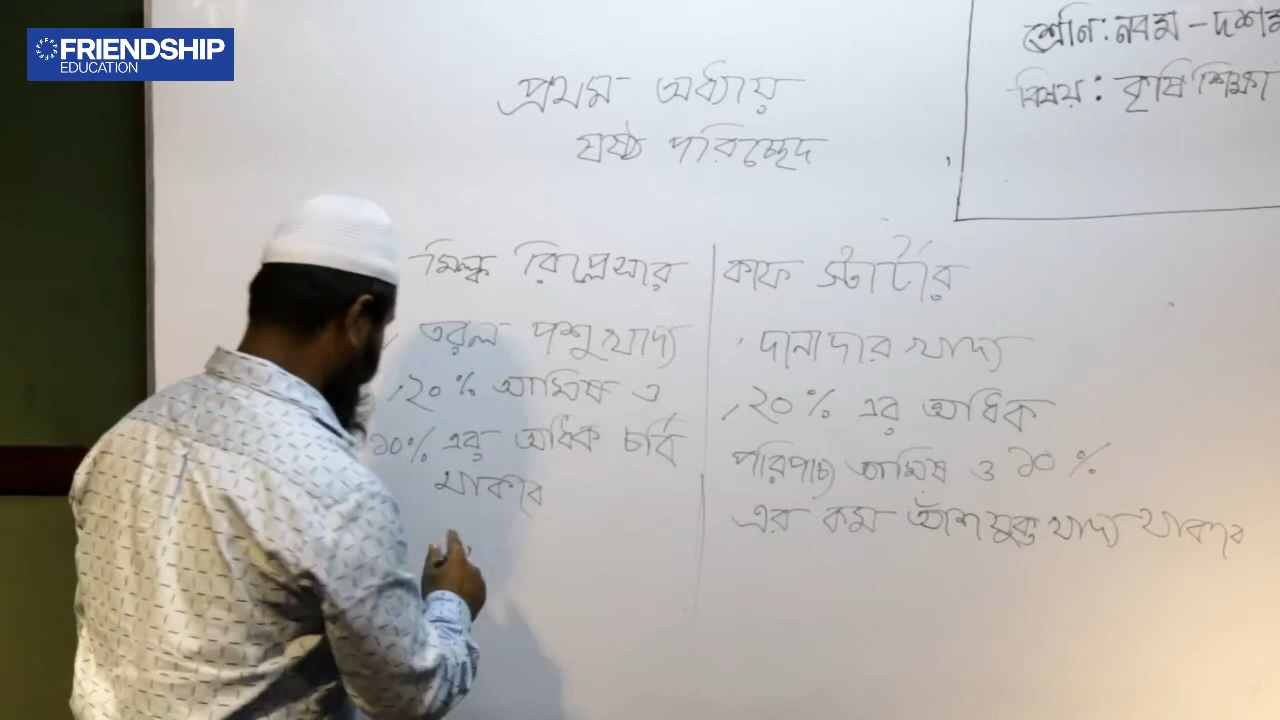 FRIENDSHIP
EDUCATION
শ্রেণি: নবম - দশম
বিষয়: কৃষি শিক্ষা
প্রথম অধ্যায়
ষষ্ঠ পরিচ্ছেদ
মিল্ক রিপ্লেসার
তরল পশুখাদ্য
২০% আমিষ ও
১০% এর অধিক চর্বি
থাকবে
কাফ স্টার্টার
দানাদার খাদ্য
২০% এর অধিক
পরিপাচ্য আমিষ ও ১০%
এর কম আঁশযুক্ত খাদ্য থাকবে